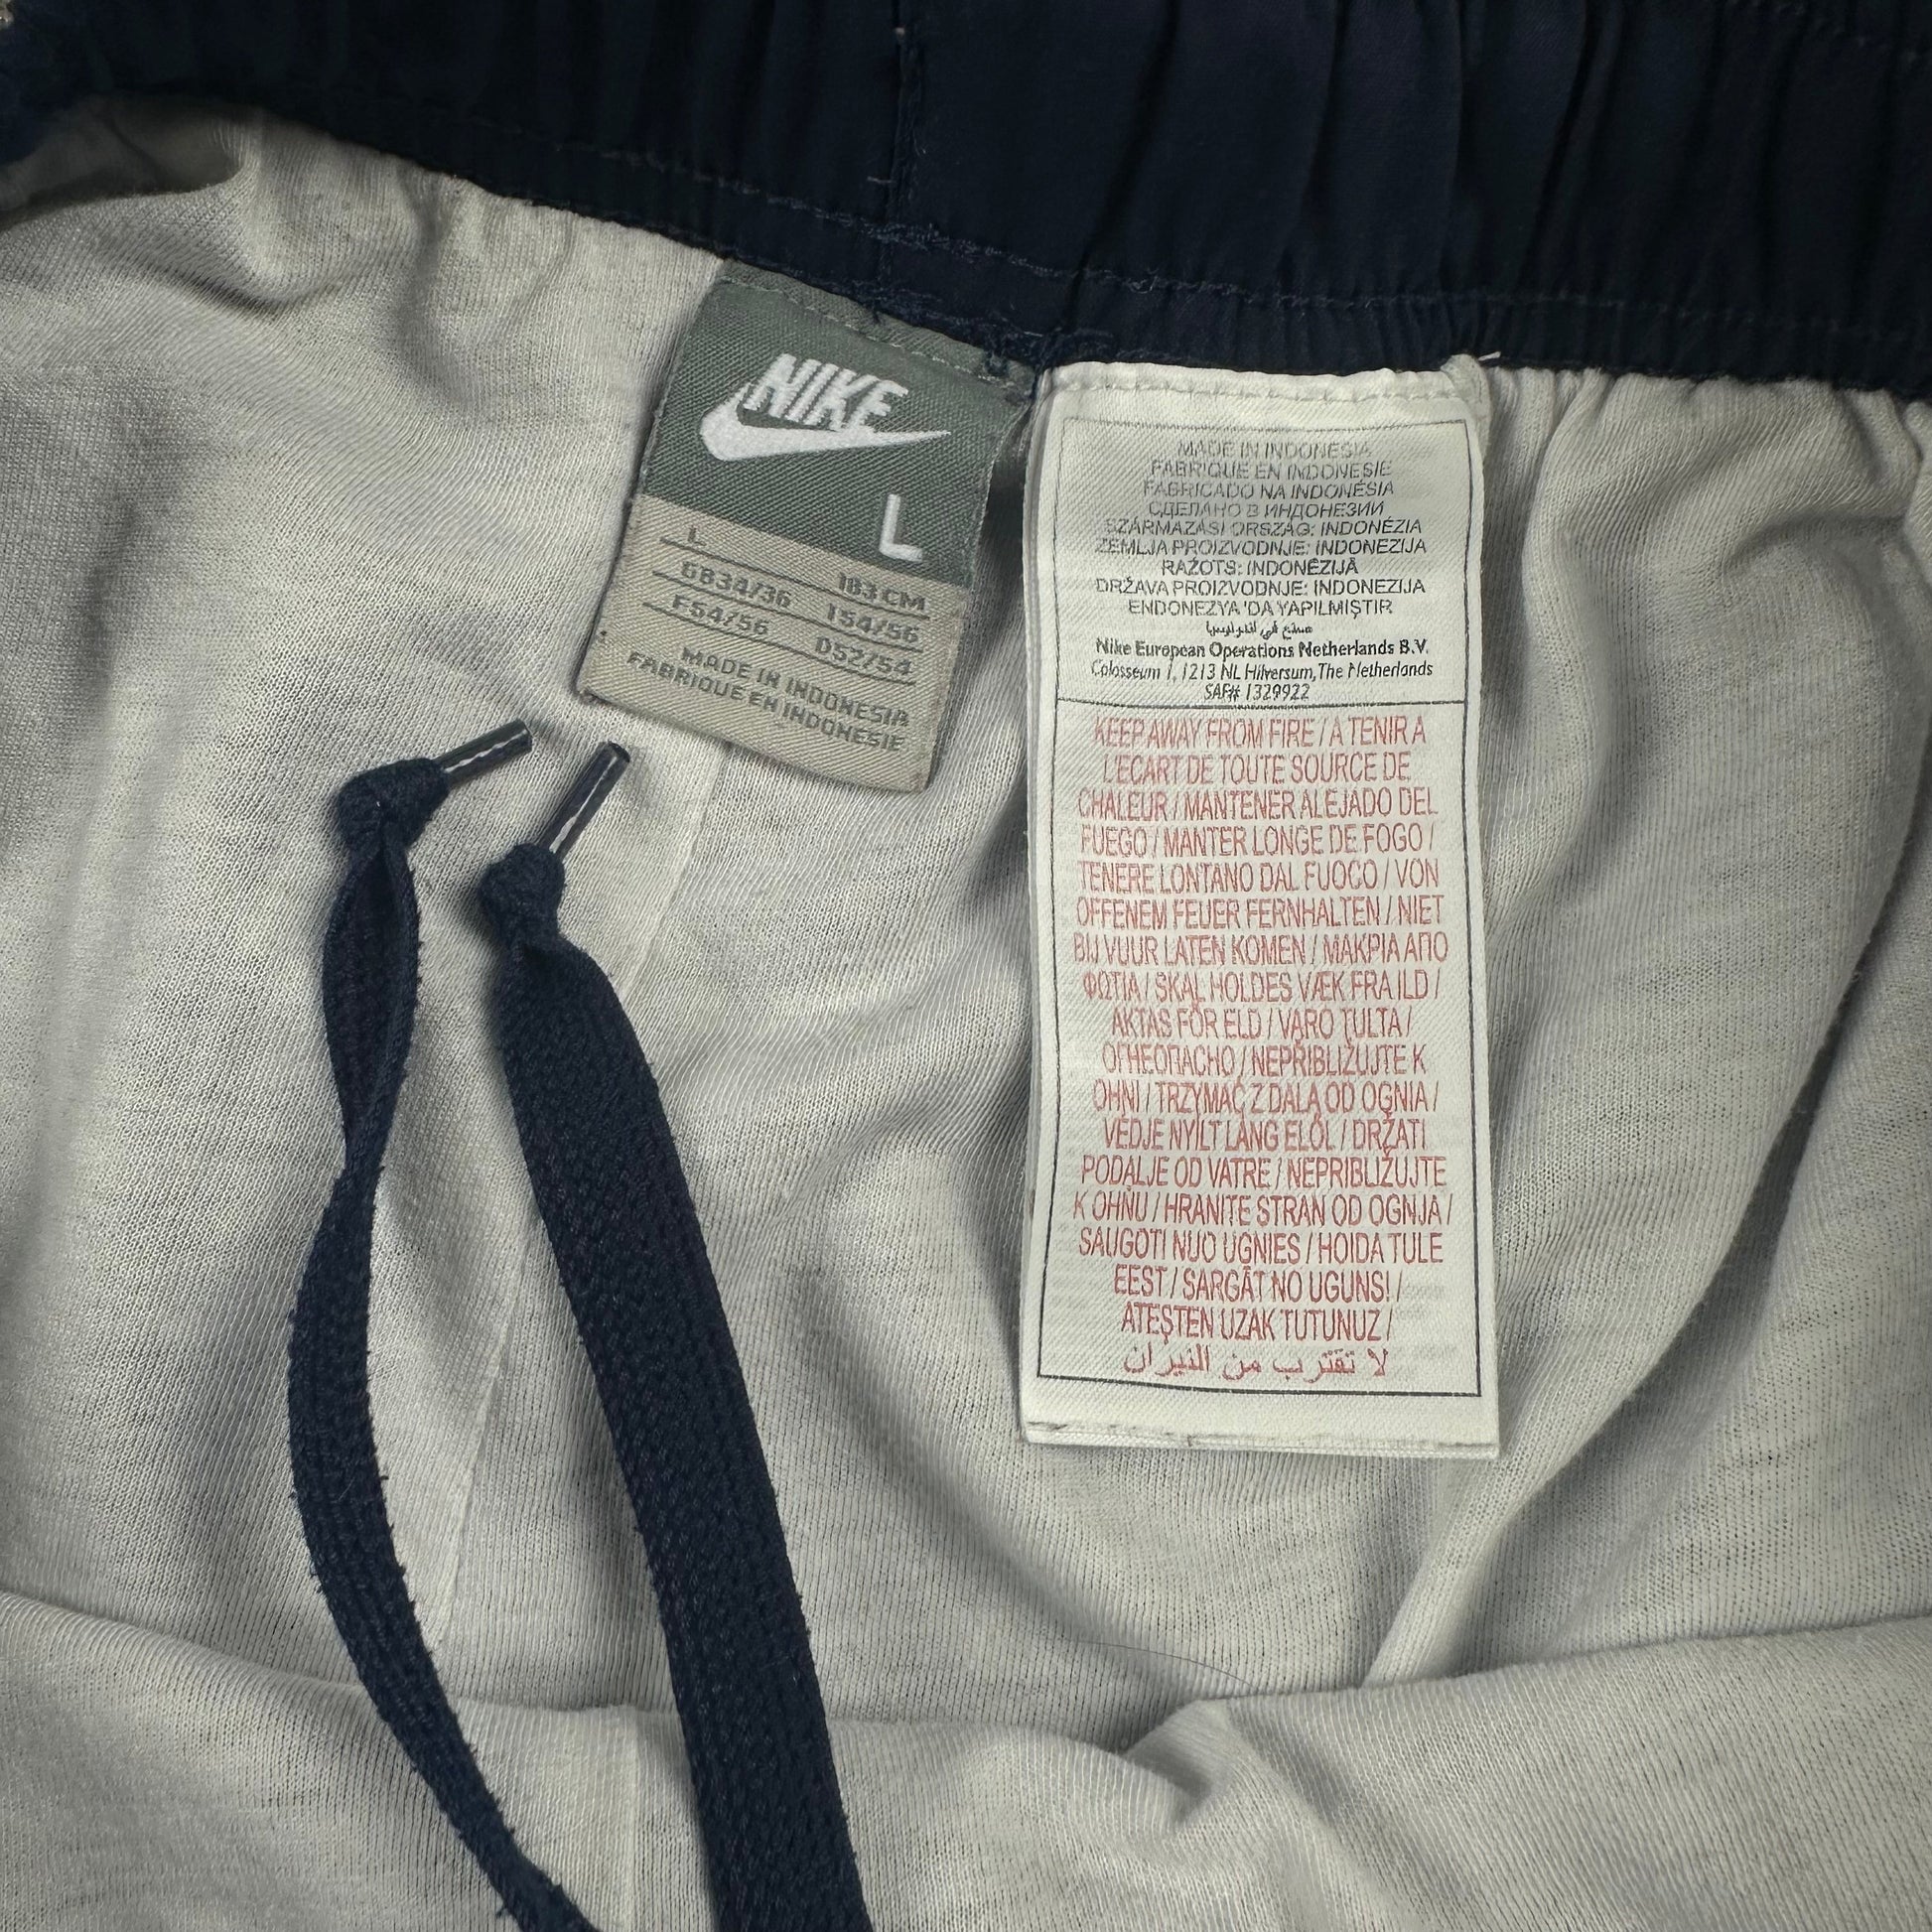 NIKE
L
L 183 CM
GB34/36 I54/56
F54/56 D52/54
MADE IN INDONESIA
FABRIQUE EN INDONESIE
MADE IN INDONESIA
FABRIQUE EN INDONESIE
FABRICADO NA INDONÉSIA
СДЕЛАНО В ИНДОНЕЗИИ
SZÁRMAZÁSI ORSZÁG: INDONÉZIA
ZEMLJA PROIZVODNJE: INDONEZIJA
RAŽOTS: INDONĒZIJĀ
DRŽAVA PROIZVODNJE: INDONEZIJA
ENDONEZYA 'DA YAPILMIŞTIR
صنع في اندونيسيا
Nike European Operations Netherlands B.V.
Colosseum 1, 1213 NL Hilversum, The Netherlands
SAF# 1329922
KEEP AWAY FROM FIRE / A TENIR A
L'ECART DE TOUTE SOURCE DE
CHALEUR / MANTENER ALEJADO DEL
FUEGO / MANTER LONGE DE FOGO /
TENERE LONTANO DAL FUOCO / VON
OFFENEM FEUER FERNHALTEN / NIET
BIJ VUUR LATEN KOMEN / ΜΑΚΡΙΑ ΑΠΟ
ΦΩΤΙΑ / SKAL HOLDES VÆK FRA ILD /
AKTAS FÖR ELD / VARO TULTA /
ОГНЕОПАСНО / NEPŘIBLIŽUJTE K
OHNI / TRZYMAĆ Z DALA OD OGNIA /
VÉDJE NYÍLT LÁNG ELŐL / DRŽATI
PODALJE OD VATRE / NEPRIBLIŽUJTE
K OHŇU / HRANITE STRAN OD OGNJA /
SAUGOTI NUO UGNIES / HOIDA TULE
EEST / SARGĀT NO UGUNS! /
ATEŞTEN UZAK TUTUNUZ /
لا تقترب من النيران